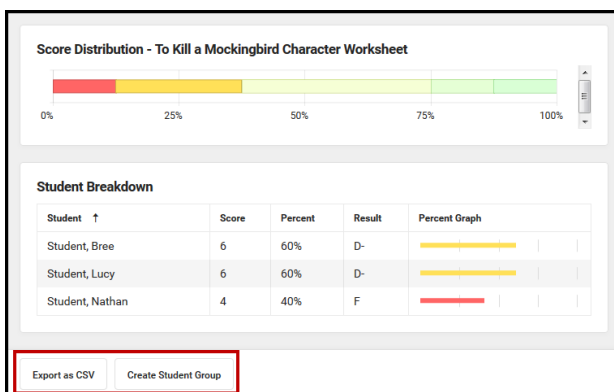 Score Distribution - To Kill a Mockingbird Character Worksheet
0% 25% 50% 75% 100%
Student Breakdown
Student ↑ Score Percent Result Percent Graph
Student, Bree 6 60% D-
Student, Lucy 6 60% D-
Student, Nathan 4 40% F
Export as CSV Create Student Group